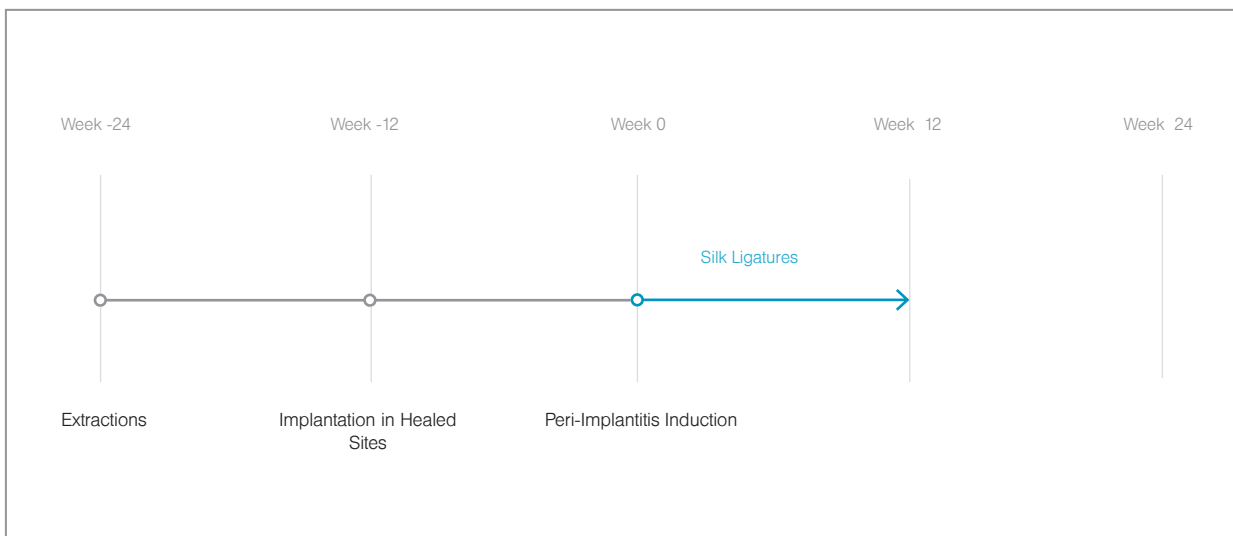 Week -24
Week -12
Week 0
Week 12
Week 24
Silk Ligatures
Extractions
Implantation in Healed
Sites
Peri-Implantitis Induction